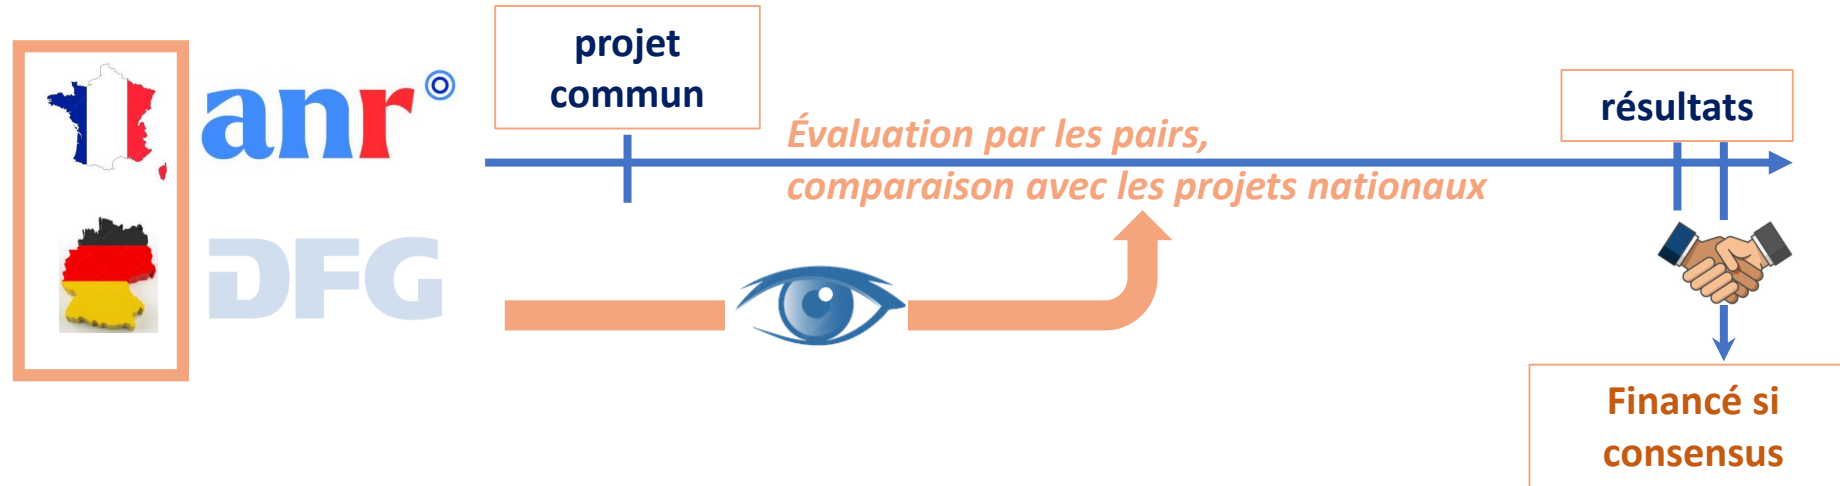 anr
DFG
projet
commun
Évaluation par les pairs,
comparaison avec les projets nationaux
résultats
Financé si
consensus